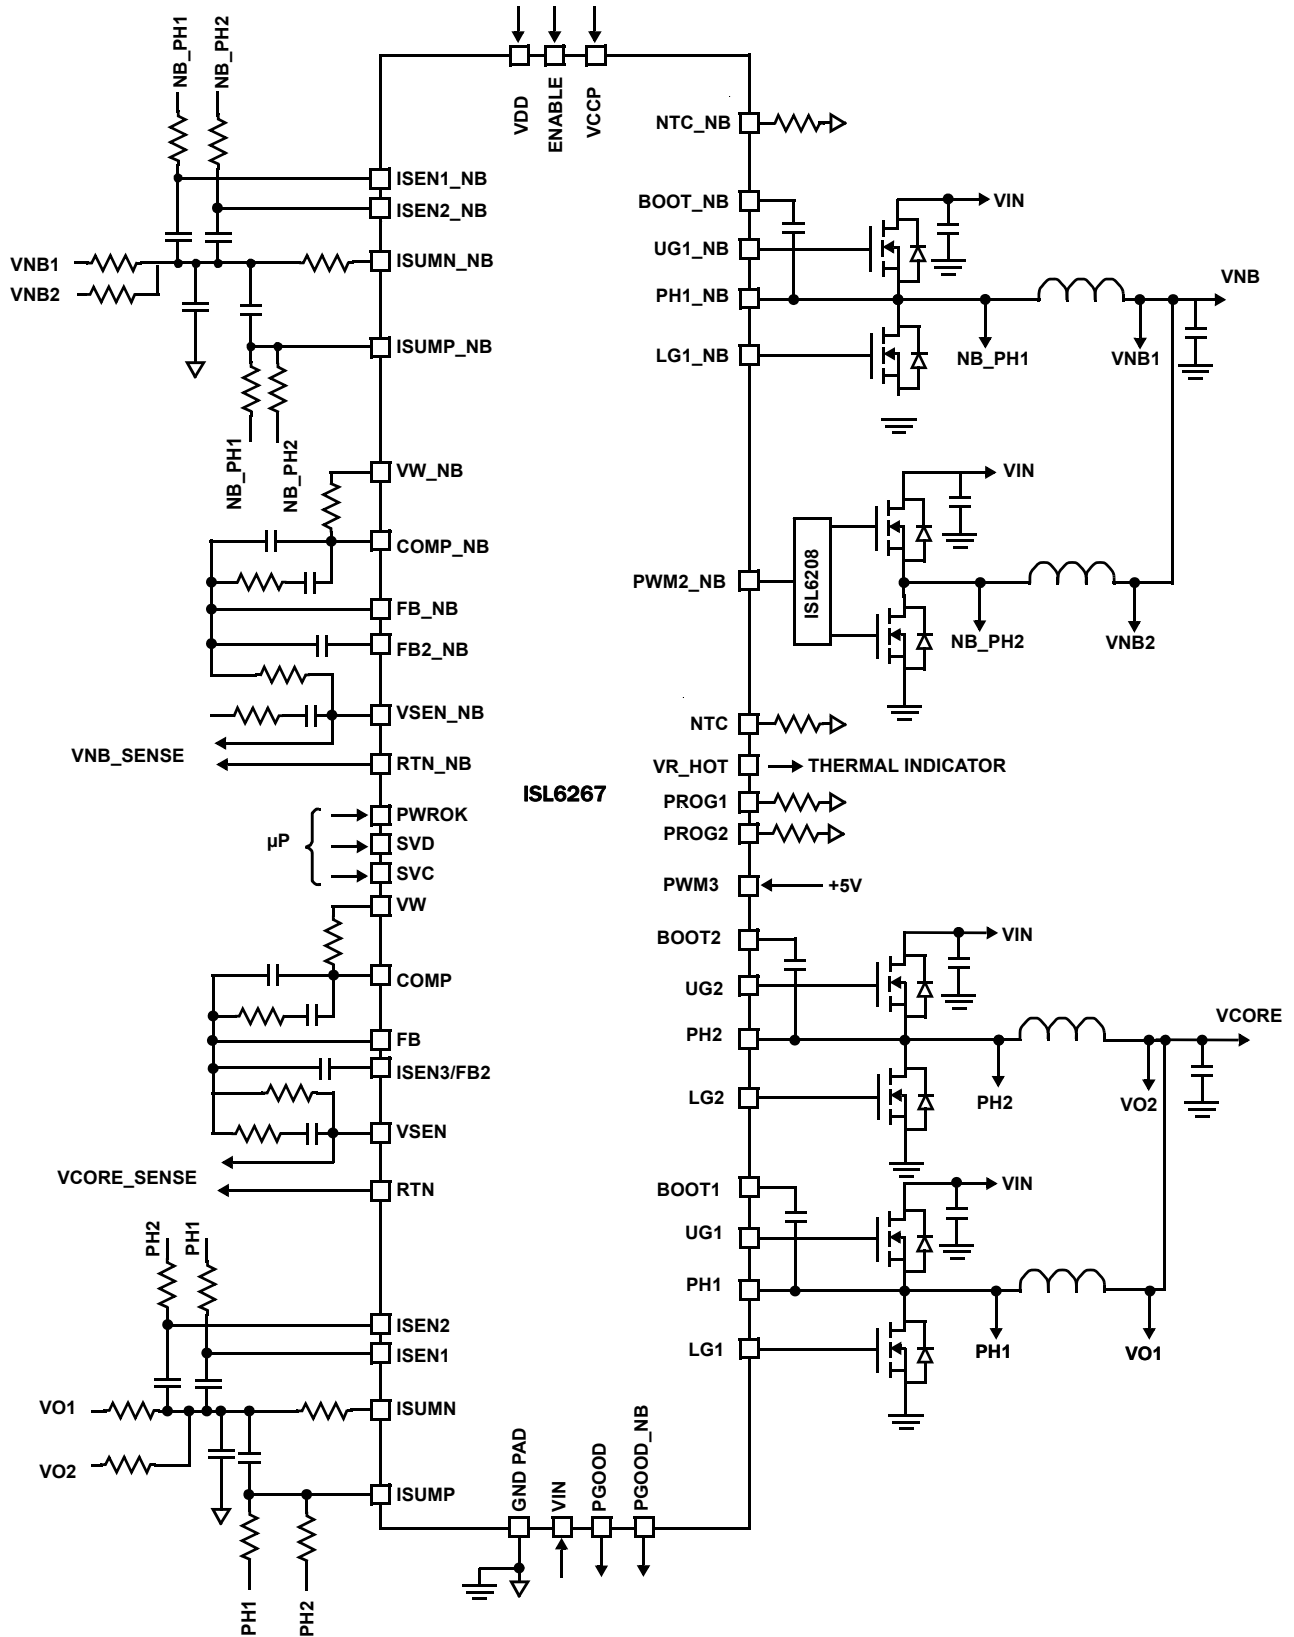 NB_PH1
NB_PH2
VDD
ENABLE
VCCP
NTC_NB
ISEN1_NB
BOOT_NB
VIN
ISEN2_NB
UG1_NB
VNB1
ISUMN_NB
VNB2
PH1_NB
VNB
ISUMP_NB
LG1_NB
NB_PH1
VNB1
NB_PH1
NB_PH2
VW_NB
VIN
COMP_NB
ISL6208
PWM2_NB
FB_NB
FB2_NB
NB_PH2
VNB2
VSEN_NB
NTC
VNB_SENSE
RTN_NB
VR_HOT
THERMAL INDICATOR
ISL6267
PROG1
PWROK
PROG2
µP
SVD
SVC
PWM3
+5V
VW
BOOT2
VIN
COMP
UG2
VCORE
FB
PH2
ISEN3/FB2
LG2
PH2
VO2
VSEN
VCORE_SENSE
RTN
BOOT1
VIN
PH2
PH1
UG1
PH1
ISEN2
ISEN1
LG1
PH1
VO1
VO1
ISUMN
VO2
ISUMP
GND PAD
VIN
PGOOD
PGOOD_NB
PH1
PH2